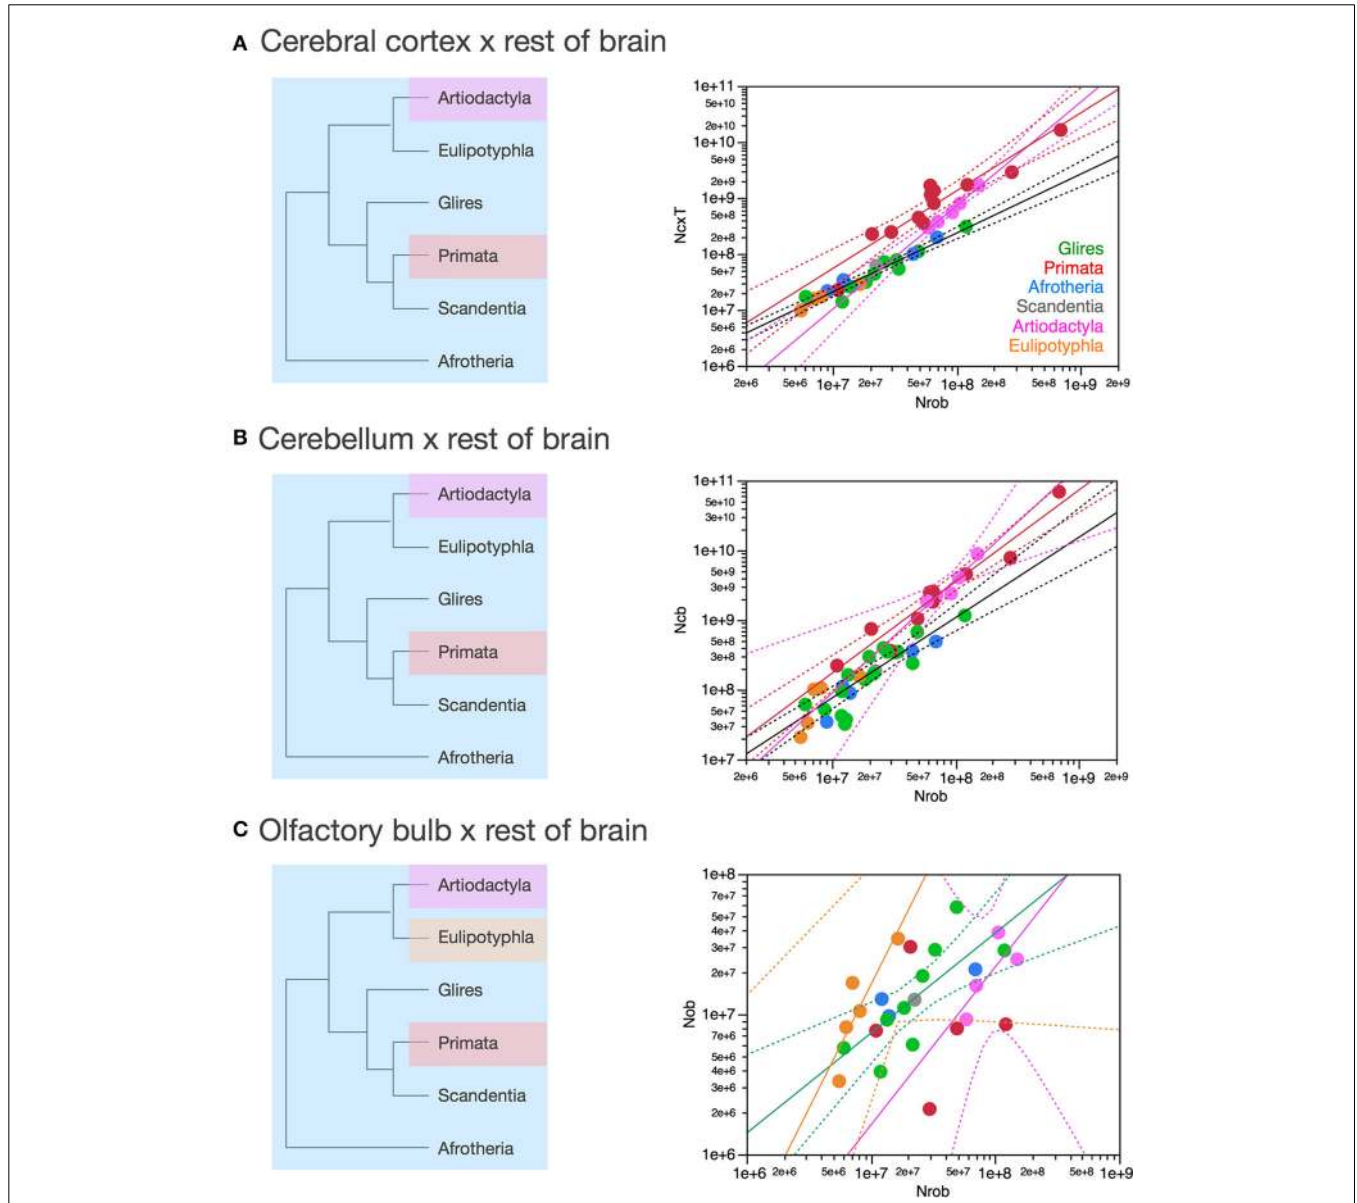 A Cerebral cortex x rest of brain
Artiodactyla
Eulipotyphla
Glires
Primata
Scandentia
Afrotheria
1e+11
5e+10
2e+10
1e+10
5e+9
2e+9
1e+9
5e+8
2e+8
1e+8
5e+7
2e+7
1e+7
5e+6
2e+6
1e+6
NcxT
Glires
Primata
Afrotheria
Scandentia
Artiodactyla
Eulipotyphla
2e+6 5e+6 1e+7 2e+7 5e+7 1e+8 2e+8 5e+8 1e+9 2e+9
Nrob
B Cerebellum x rest of brain
Artiodactyla
Eulipotyphla
Glires
Primata
Scandentia
Afrotheria
1e+11
5e+10
3e+10
1e+10
5e+9
3e+9
1e+9
5e+8
3e+8
1e+8
5e+7
3e+7
1e+7
Ncb
2e+6 5e+6 1e+7 2e+7 5e+7 1e+8 2e+8 5e+8 1e+9 2e+9
Nrob
C Olfactory bulb x rest of brain
Artiodactyla
Eulipotyphla
Glires
Primata
Scandentia
Afrotheria
1e+8
7e+7
5e+7
3e+7
2e+7
1e+7
7e+6
5e+6
4e+6
3e+6
2e+6
1e+6
Nob
1e+6 2e+6 5e+6 1e+7 2e+7 5e+7 1e+8 2e+8 5e+8 1e+9
Nrob